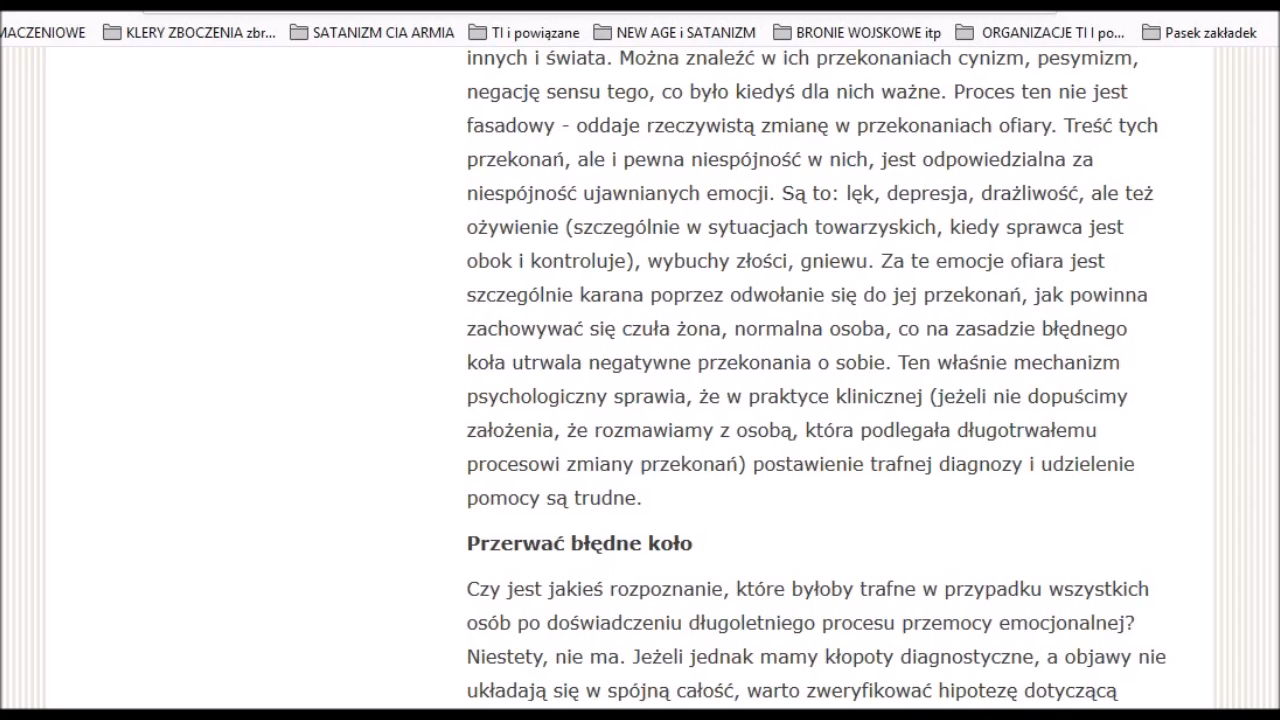 MACZENIOWE KLERY ZBOCZENIA zbr... SATANIZM CIA ARMIA TI i powiązane NEW AGE i SATANIZM BRONIE WOJSKOWE itp ORGANIZACJE TI I po... Pasek zakładek
innych i świata. Można znaleźć w ich przekonaniach cynizm, pesymizm,
negację sensu tego, co było kiedyś dla nich ważne. Proces ten nie jest
fasadowy - oddaje rzeczywistą zmianę w przekonaniach ofiary. Treść tych
przekonań, ale i pewna niespójność w nich, jest odpowiedzialna za
niespójność ujawnianych emocji. Są to: lęk, depresja, drażliwość, ale też
ożywienie (szczególnie w sytuacjach towarzyskich, kiedy sprawca jest
obok i kontroluje), wybuchy złości, gniewu. Za te emocje ofiara jest
szczególnie karana poprzez odwołanie się do jej przekonań, jak powinna
zachowywać się czuła żona, normalna osoba, co na zasadzie błędnego
koła utrwala negatywne przekonania o sobie. Ten właśnie mechanizm
psychologiczny sprawia, że w praktyce klinicznej (jeżeli nie dopuścimy
założenia, że rozmawiamy z osobą, która podlegała długotrwałemu
procesowi zmiany przekonań) postawienie trafnej diagnozy i udzielenie
pomocy są trudne.
Przerwać błędne koło
Czy jest jakieś rozpoznanie, które byłoby trafne w przypadku wszystkich
osób po doświadczeniu długoletniego procesu przemocy emocjonalnej?
Niestety, nie ma. Jeżeli jednak mamy kłopoty diagnostyczne, a objawy nie
układają się w spójną całość, warto zweryfikować hipotezę dotyczącą